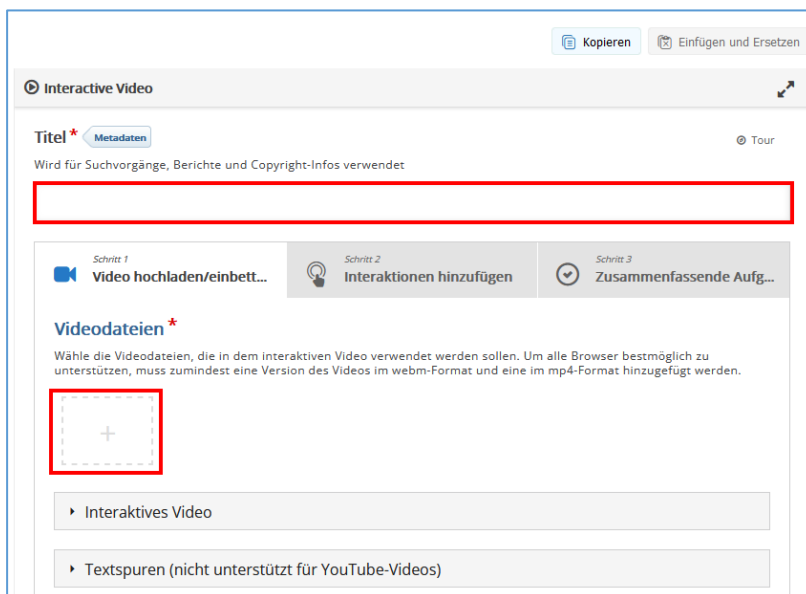 Kopieren
Einfügen und Ersetzen
Interactive Video
Titel *
Metadaten
Tour
Wird für Suchvorgänge, Berichte und Copyright-Infos verwendet
Schritt 1
Video hochladen/einbett...
Schritt 2
Interaktionen hinzufügen
Schritt 3
Zusammenfassende Aufg...
Videodateien *
Wähle die Videodateien, die in dem interaktiven Video verwendet werden sollen. Um alle Browser bestmöglich zu
unterstützen, muss zumindest eine Version des Videos im webm-Format und eine im mp4-Format hinzugefügt werden.
+
Interaktives Video
Textspuren (nicht unterstützt für YouTube-Videos)